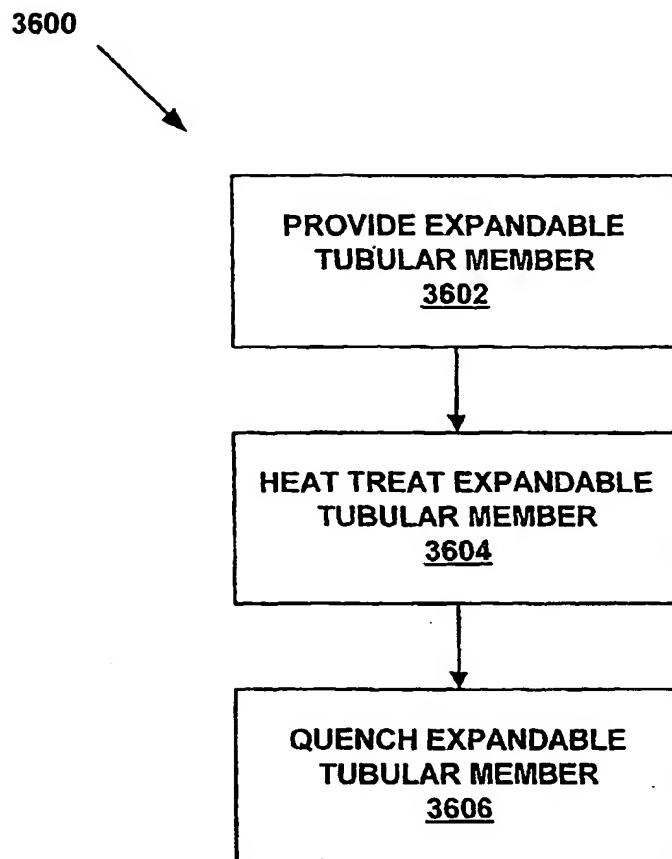 3600
PROVIDE EXPANDABLE
TUBULAR MEMBER
3602
HEAT TREAT EXPANDABLE
TUBULAR MEMBER
3604
QUENCH EXPANDABLE
TUBULAR MEMBER
3606